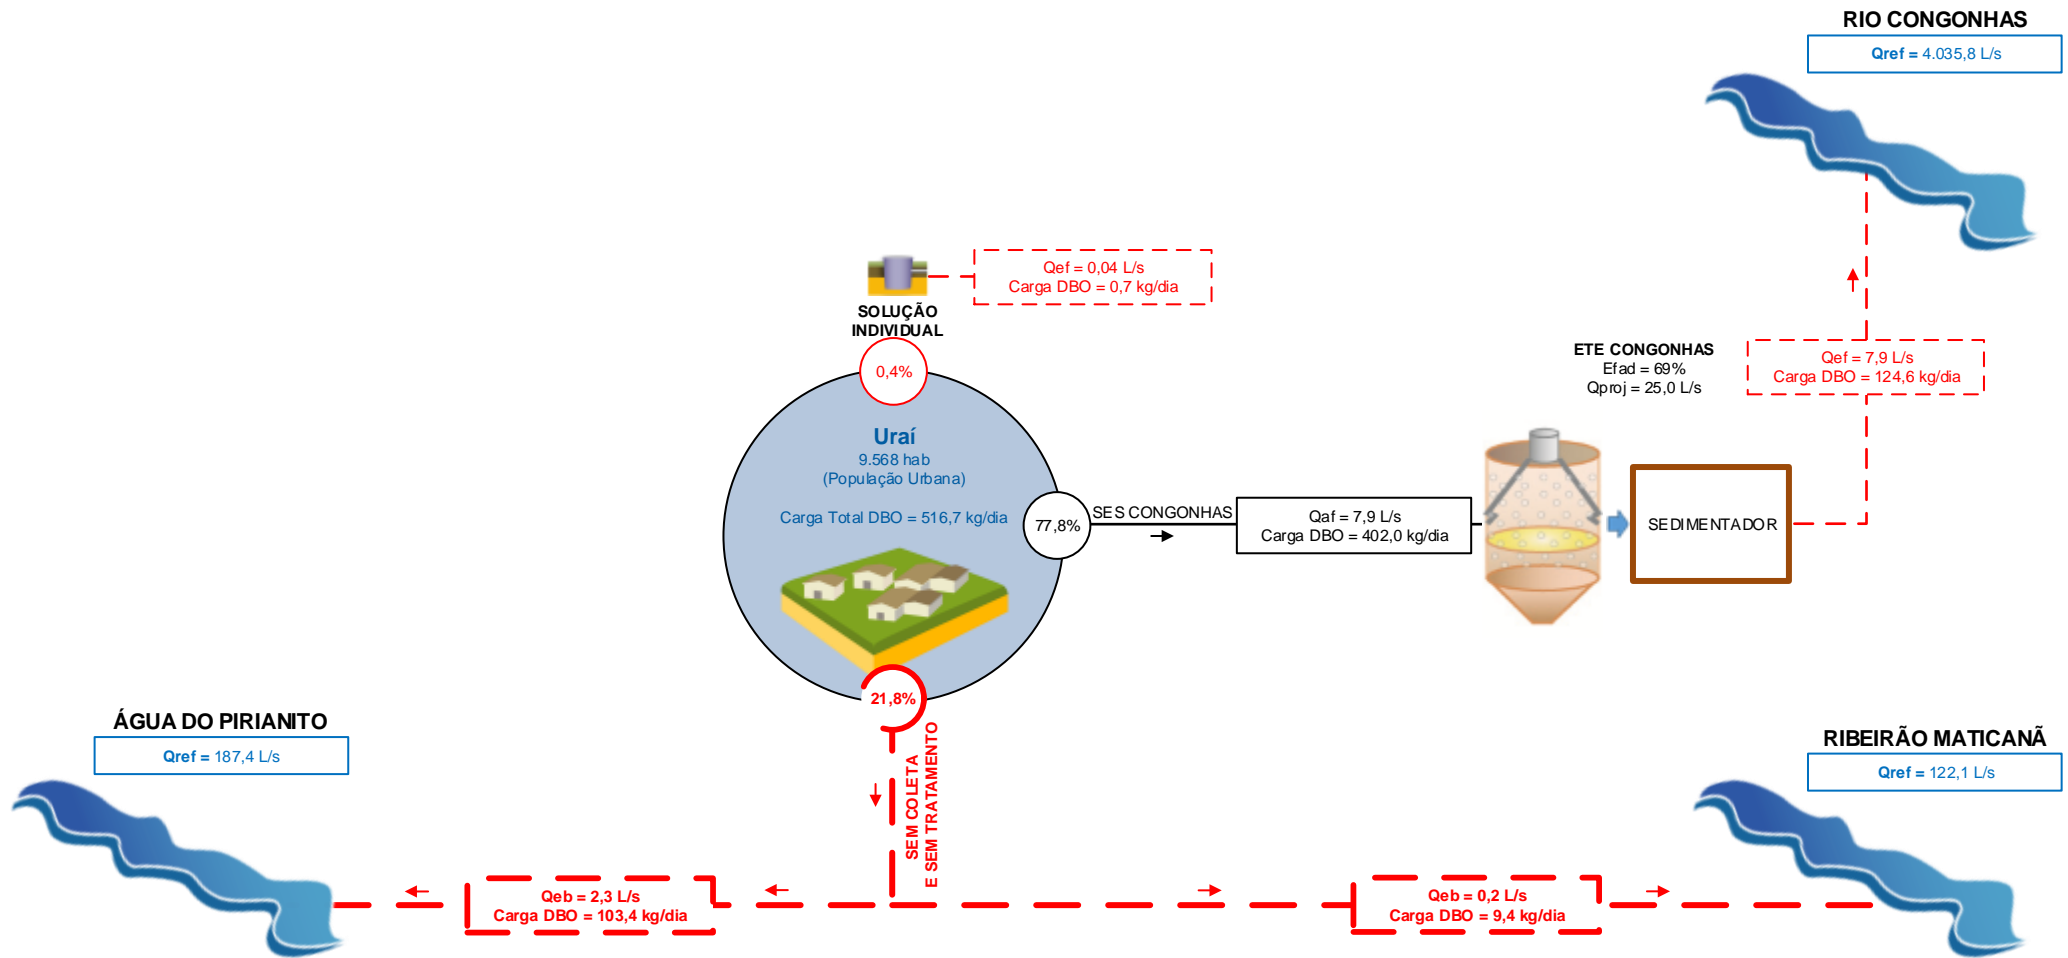 RIO CONGONHAS
Qref = 4.035,8 L/s
Qef = 0,04 L/s
Carga DBO = 0,7 kg/dia
SOLUÇÃO
INDIVIDUAL
0,4%
ETE CONGONHAS
Efad = 69%
Qproj = 25,0 L/s
Qef = 7,9 L/s
Carga DBO = 124,6 kg/dia
Uraí
9.568 hab
(População Urbana)
Carga Total DBO = 516,7 kg/dia
77,8%
SES CONGONHAS
Qaf = 7,9 L/s
Carga DBO = 402,0 kg/dia
SEDIMENTADOR
21,8%
SEM COLETA
E SEM TRATAMENTO
ÁGUA DO PIRIANITO
Qref = 187,4 L/s
RIBEIRÃO MATICANÃ
Qref = 122,1 L/s
Qeb = 2,3 L/s
Carga DBO = 103,4 kg/dia
Qeb = 0,2 L/s
Carga DBO = 9,4 kg/dia